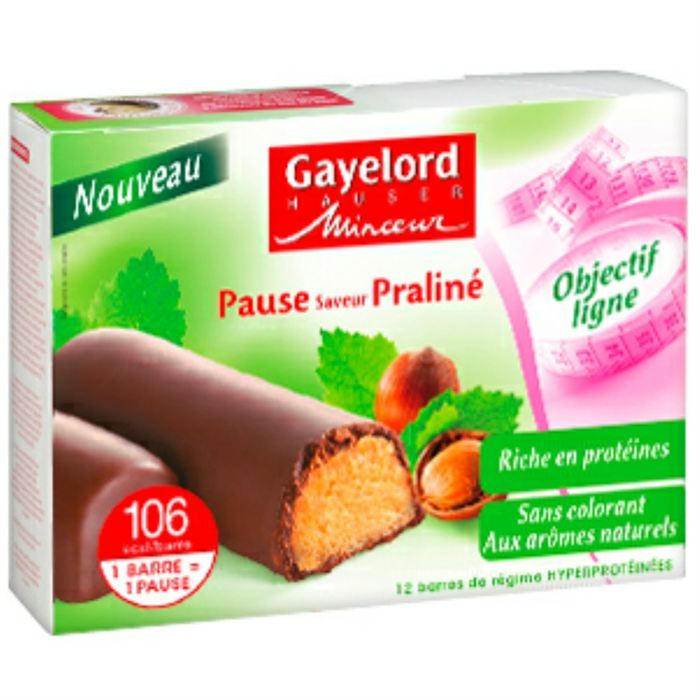 Nouveau
Gayelord
HAUSER
Minceur
Pause Saveur Praliné
Objectif
ligne
Riche en protéines
Sans colorant
Aux arômes naturels
106
kcal/barre
1 BARRE =
1 PAUSE
12 barres de régime HYPERPROTÉINÉES